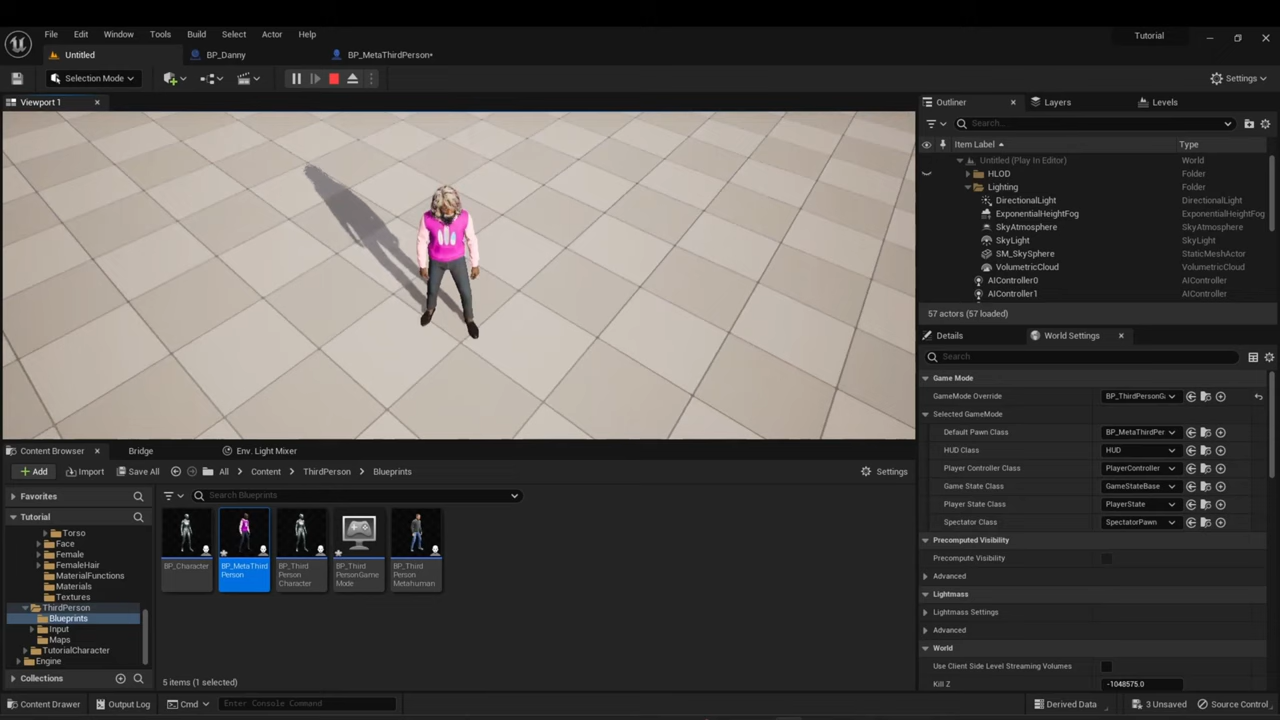 File Edit Window Tools Build Select Actor Help
Tutorial
Untitled
BP_Danny
BP_MetaThirdPerson•
Selection Mode
Settings
Viewport 1
Outliner
Layers
Levels
Search...
Item Label
Type
Untitled (Play In Editor) World
HLOD Folder
Lighting Folder
DirectionalLight DirectionalLight
ExponentialHeightFog ExponentialHeightFog
SkyAtmosphere SkyAtmosphere
SkyLight SkyLight
SM_SkySphere StaticMeshActor
VolumetricCloud VolumetricCloud
AIController0 AIController
AIController1 AIController
57 actors (57 loaded)
Details
World Settings
Search
Game Mode
GameMode Override BP_ThirdPersonGa
Selected GameMode
Default Pawn Class BP_MetaThirdPer
HUD Class HUD
Player Controller Class PlayerController
Game State Class GameStateBase
Player State Class PlayerState
Spectator Class SpectatorPawn
Precomputed Visibility
Precompute Visibility
Advanced
Lightmass
Lightmass Settings
Advanced
World
Use Client Side Level Streaming Volumes
Kill Z -1048575.0
Content Browser
Bridge
Env. Light Mixer
Add
Import
Save All
All
Content
ThirdPerson
Blueprints
Settings
Favorites
Tutorial
Torso
Face
Female
FemaleHair
MaterialFunctions
Materials
Textures
ThirdPerson
Blueprints
Input
Maps
TutorialCharacter
Engine
Collections
Search Blueprints
BP_Character
BP_MetaThird
Person
BP_Third
Person
Character
BP_Third
PersonGame
Mode
BP_Third
Person
Metahuman
5 items (1 selected)
Content Drawer
Output Log
Cmd
Enter Console Command
Derived Data
3 Unsaved
Source Control